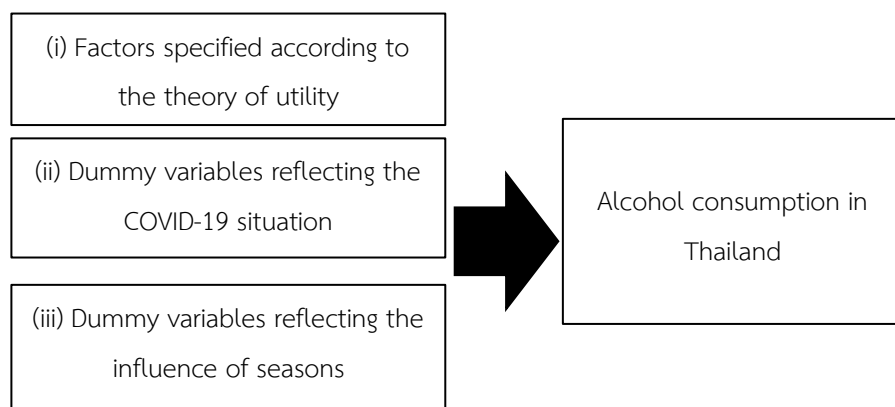 (i) Factors specified according to
the theory of utility
(ii) Dummy variables reflecting the
COVID-19 situation
(iii) Dummy variables reflecting the
influence of seasons
Alcohol consumption in
Thailand